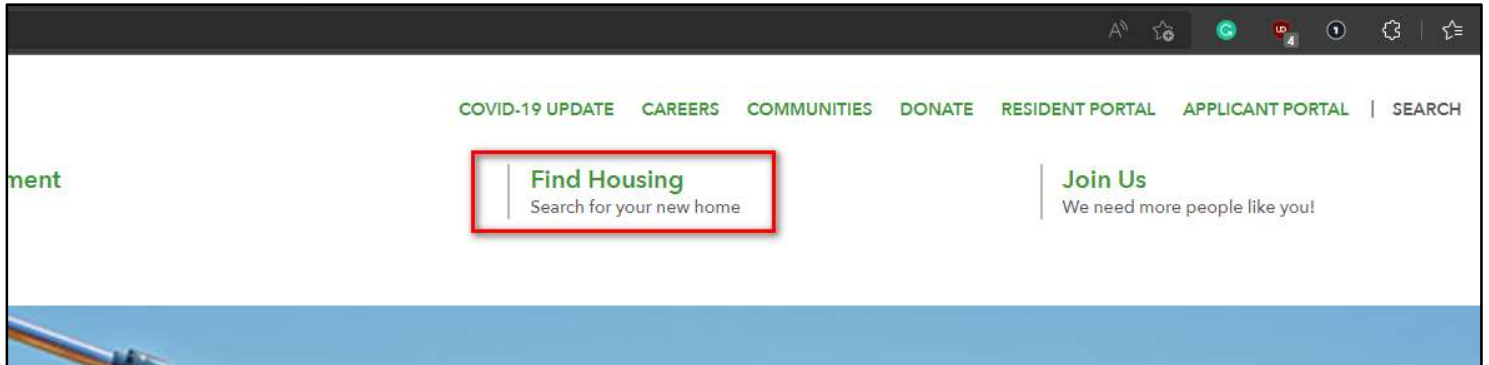 4
COVID-19 UPDATE CAREERS COMMUNITIES DONATE RESIDENT PORTAL APPLICANT PORTAL | SEARCH
ment
Find Housing
Search for your new home
Join Us
We need more people like you!